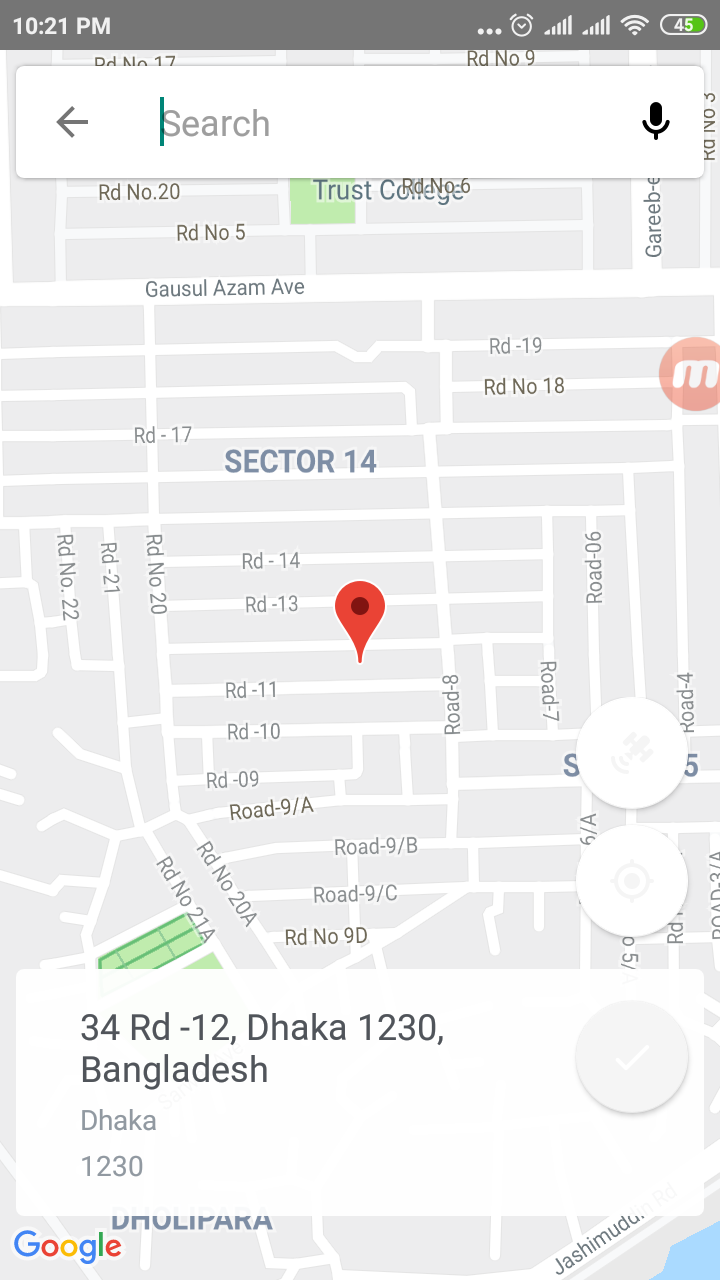 10:21 PM
45
Rd No 17
Rd No 9
Search
Rd No 3
Rd No.20
Trust College
Rd No 6
Rd No 5
Gausul Azam Ave
Rd -19
Rd No 18
m
Rd - 17
SECTOR 14
Rd No. 22
Rd -21
Rd No 20
Rd - 14
Rd -13
Road-06
Rd -11
Road-8
Road-7
Road-4
Rd -10
5
Rd -09
Road-9/A
6/A
Road-9/B
Rd No 21A
Rd No 20A
Road-9/C
ROAD-3/A
Rd No 9D
34 Rd -12, Dhaka 1230,
Bangladesh
Dhaka
1230
DHOLIPARA
Google
Jashimuddin Rd